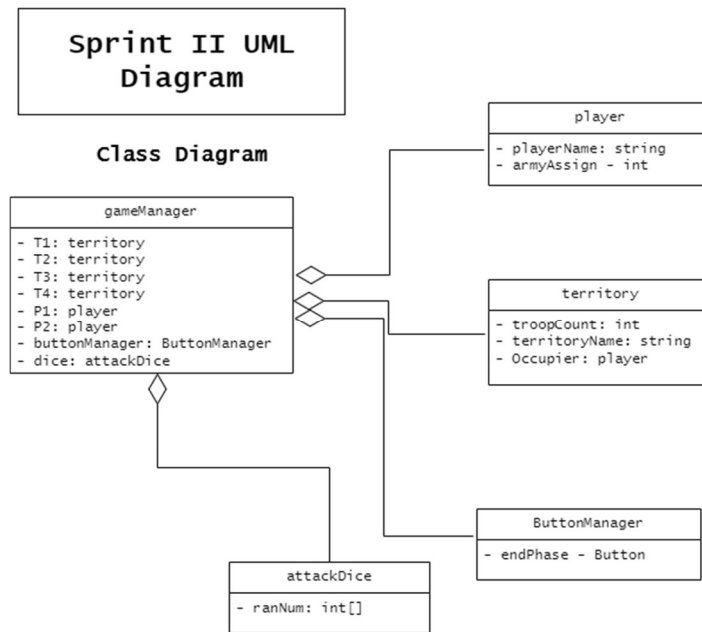 Sprint II UML
Diagram
Class Diagram
gameManager
- T1: territory
- T2: territory
- T3: territory
- T4: territory
- P1: player
- P2: player
- buttonManager: ButtonManager
- dice: attackDice
player
- playerName: string
- armyAssign - int
territory
- troopCount: int
- territoryName: string
- Occupier: player
ButtonManager
- endPhase - Button
attackDice
- ranNum: int[]